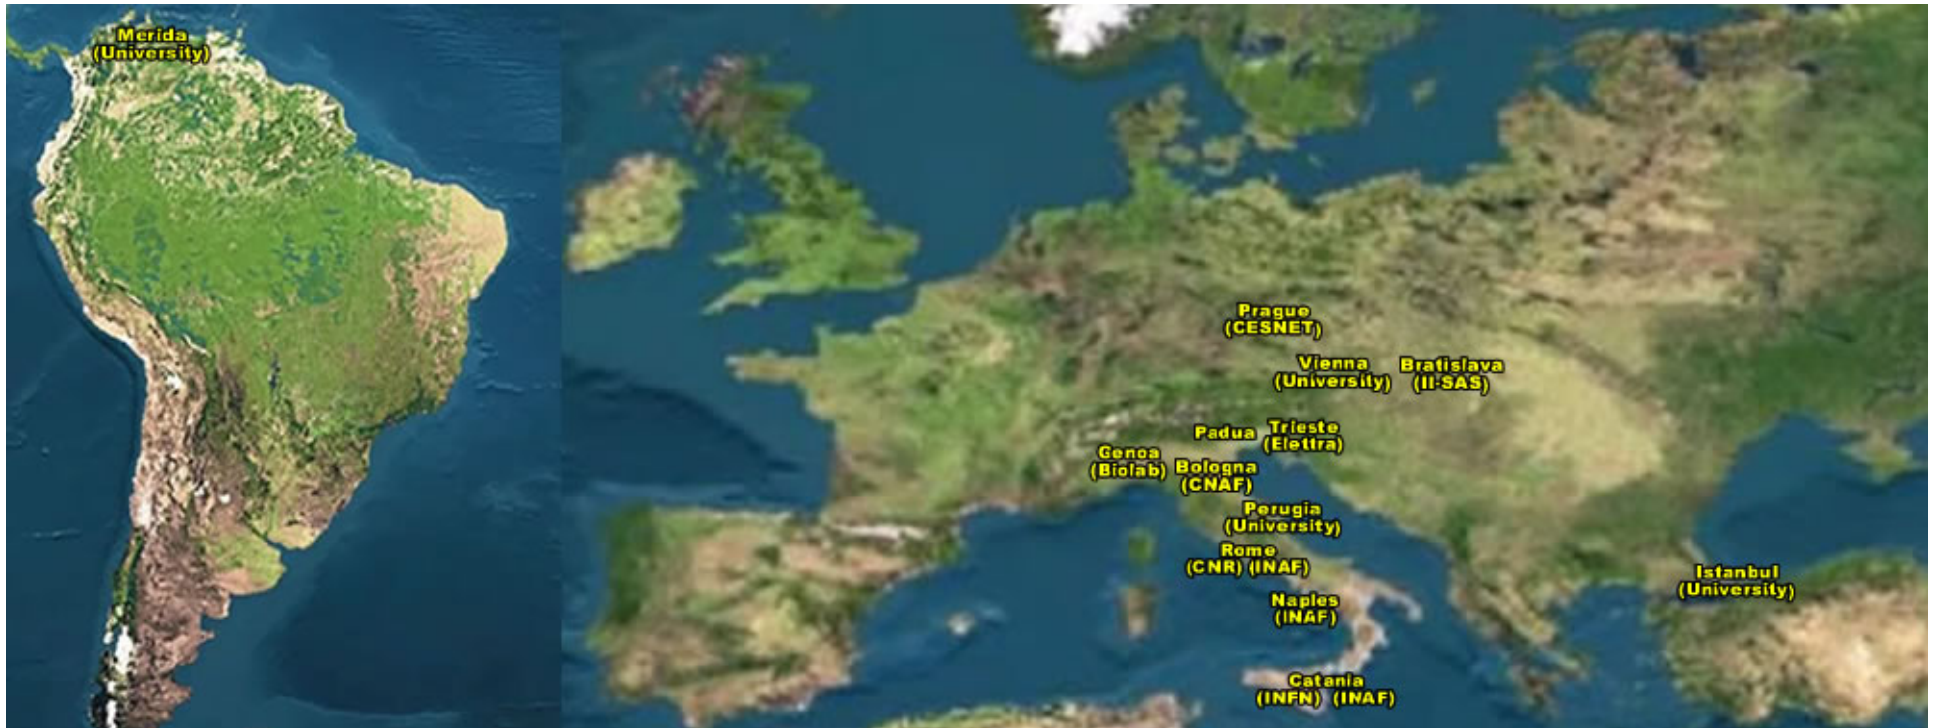 Merida
(University)
Prague
(CESNET)
Vienna
(University)
Bratislava
(II-SAS)
Padua
Trieste
(Elettra)
Genoa
(Biolab)
Bologna
(CNAF)
Perugia
(University)
Rome
(CNR) (INAF)
Istanbul
(University)
Naples
(INAF)
Catania
(INFN) (INAF)